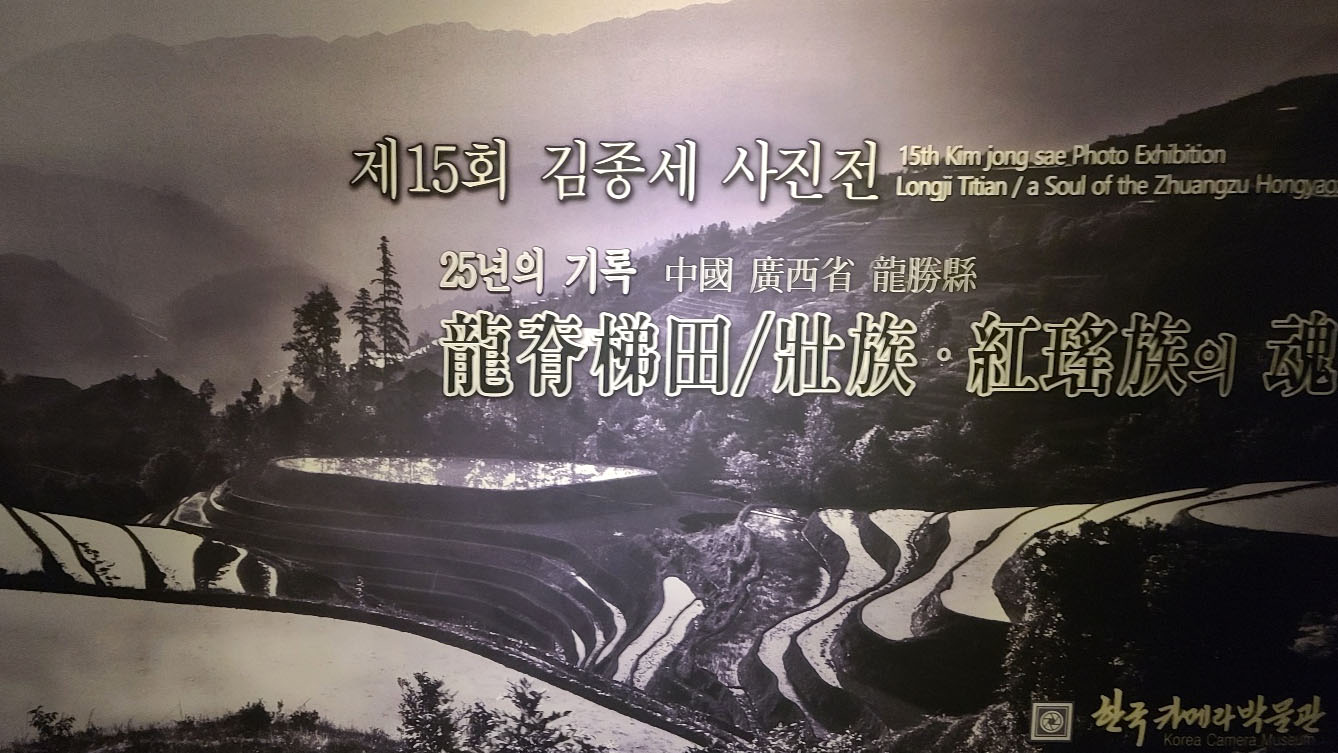 제15회 김종세 사진전
15th Kim jong sae Photo Exhibition
Longji Titian / a Soul of the Zhuangzu Hongyao
25년의 기록 中國 廣西省 龍勝縣
龍脊梯田/壯族·紅瑤族의 魂
한국카메라박물관
Korea Camera Museum